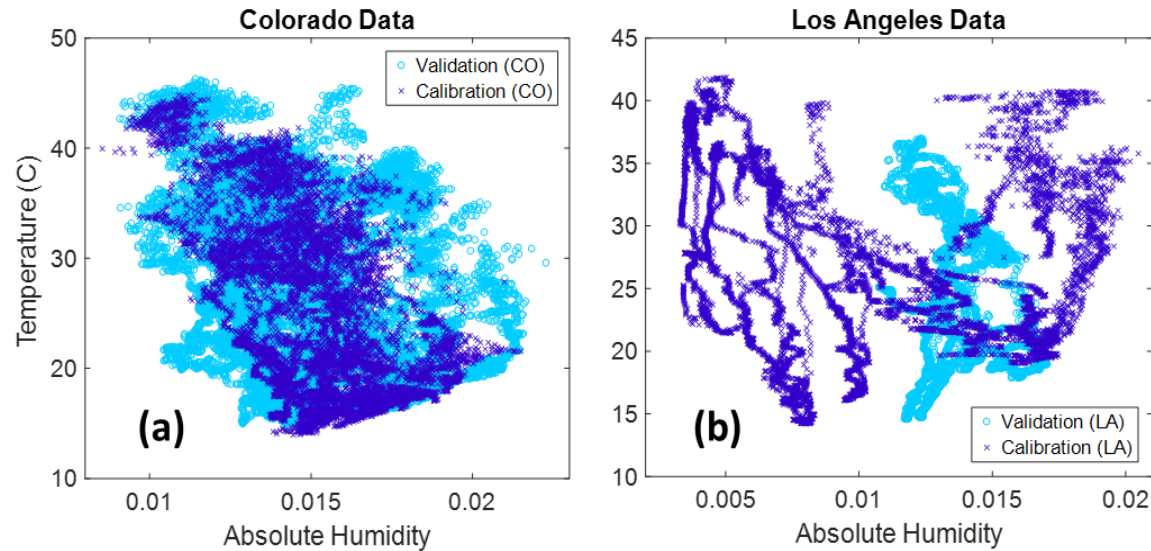 Colorado Data
50
40
30
20
10
Temperature (C)
Validation (CO)
Calibration (CO)
(a)
0.01
0.015
0.02
Absolute Humidity
Los Angeles Data
45
40
35
30
25
20
15
10
(b)
Validation (LA)
Calibration (LA)
0.005
0.01
0.015
0.02
Absolute Humidity